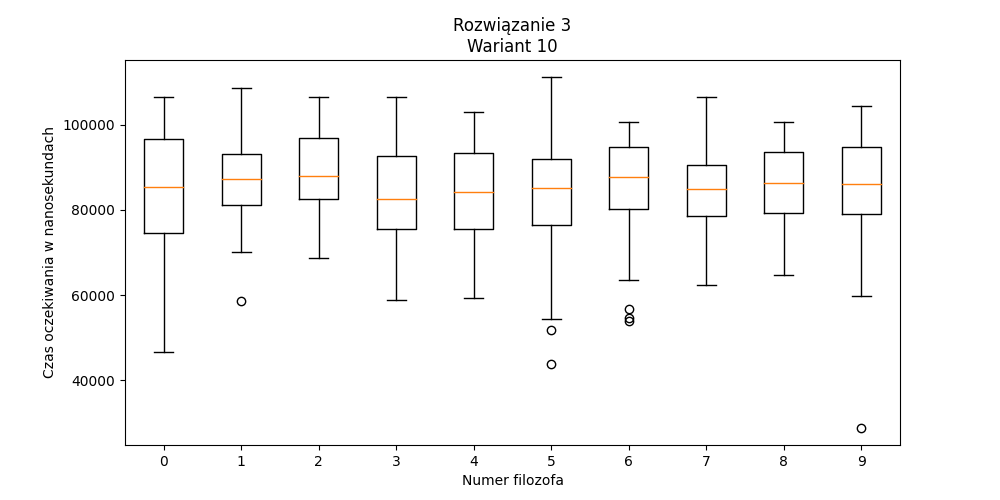 Rozwiązanie 3
Wariant 10
Czas oczekiwania w nanosekundach
100000
80000
60000
40000
0 1 2 3 4 5 6 7 8 9
Numer filozofa